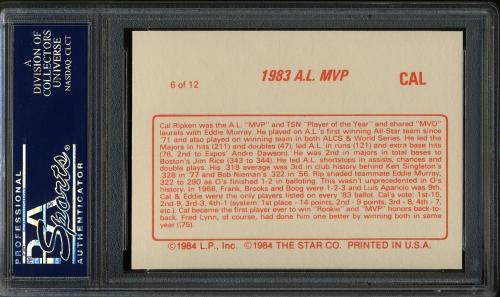 A
DIVISION OF
COLLECTORS
UNIVERSE
NASDAQ: CLCT
PROFESSIONAL
PSA
Sports
AUTHENTICATOR
6 of 12
1983 A.L. MVP
CAL
Cal Ripken was the A.L. "MVP" and TSN "Player of the Year" and shared "MVO"
laurels with Eddie Murray. He played on A.L.'s first winning All-Star team since
'71 and also played on winning team in both ALCS & World Series. He led the
Majors in hits (211) and doubles (47); led A.L. in runs (121) and extra base hits
(76, 2nd to Expos' Andre Dawson). He was 2nd in majors in total bases to
Boston's Jim Rice (343 to 344). He led A.L. shortstops in assists, chances and
double plays. His .318 average was 3rd in club history behind Ken Singleton's
.328 in '77 and Bob Nieman's .322 in '56. Rip shaded teammate Eddie Murray,
322 to 290 as O's finished 1-2 in balloting. This wasn't unprecedented in O's
history. In 1966, Frank, Brooks and Boog were 1-2-3 and Luis Aparicio was 9th.
Cal & Eddie were the only players listed on every '83 ballot. Cal's vote: 1st-15,
2nd-9, 3rd-3, 4th-1 (system: 1st place - 14 points, 2nd - 9, 3rd - 8, 4th - 7,
etc.). Cal became the first player ever to win "Rookie" and "MVP" honors back-
to-back. Fred Lynn, of course, had done him one better by winning both in same
year ('75).
©1984 L.P., Inc. ©1984 THE STAR CO. PRINTED IN U.S.A.